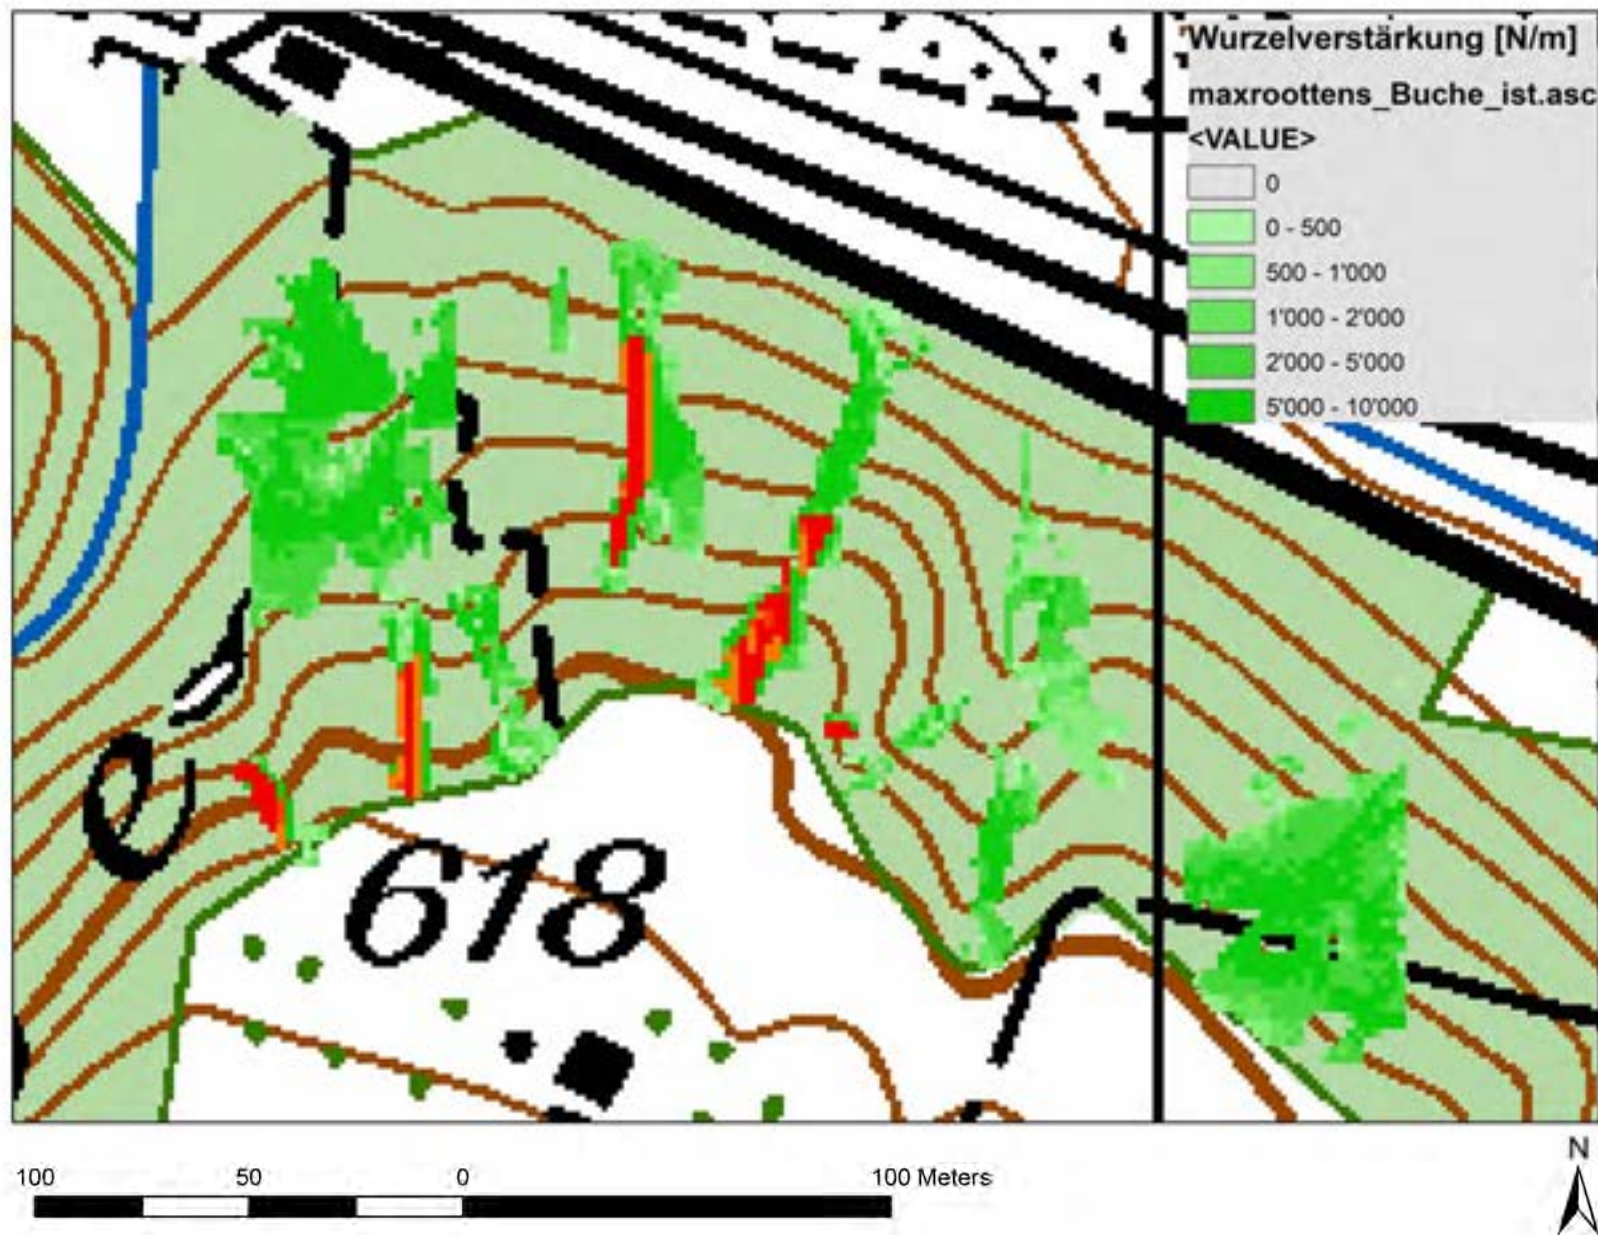 Wurzelverstärkung [N/m]
maxroottens_Buche_ist.asc
<VALUE>
0
0 - 500
500 - 1'000
1'000 - 2'000
2'000 - 5'000
5'000 - 10'000
e
618
N
100 50 0 100 Meters